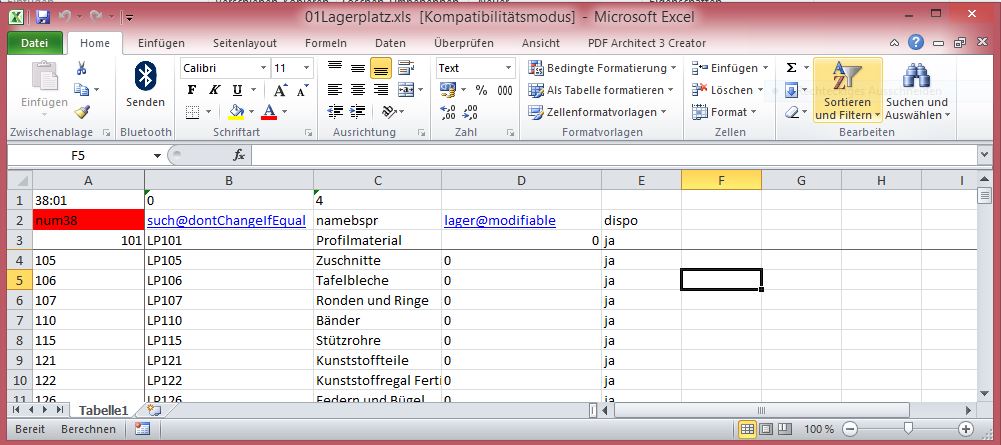 01Lagerplatz.xls [Kompatibilitätsmodus] - Microsoft Excel
Datei Home Einfügen Seitenlayout Formeln Daten Überprüfen Ansicht PDF Architect 3 Creator
Einfügen
Zwischenablage
Senden
Bluetooth
Calibri 11
F K U
Schriftart
Ausrichtung
Text
% 000
Zahl
Bedingte Formatierung
Als Tabelle formatieren
Zellenformatvorlagen
Formatvorlagen
Einfügen
Löschen
Format
Zellen
Σ
Sortieren und Filtern
Suchen und Auswählen
Bearbeiten
F5 fx
A B C D E F G H I
1 38:01 0 4
2 num38 such@dontChangeIfEqual namebspr lager@modifiable dispo
3 101 LP101 Profilmaterial 0 ja
4 105 LP105 Zuschnitte 0 ja
5 106 LP106 Tafelbleche 0 ja
6 107 LP107 Ronden und Ringe 0 ja
7 110 LP110 Bänder 0 ja
8 115 LP115 Stützrohre 0 ja
9 121 LP121 Kunststoffteile 0 ja
10 122 LP122 Kunststoffregal Ferti 0 ja
11 126 LP126 Federn und Bügel 0 ja
Tabelle1
Bereit Berechnen 100 %